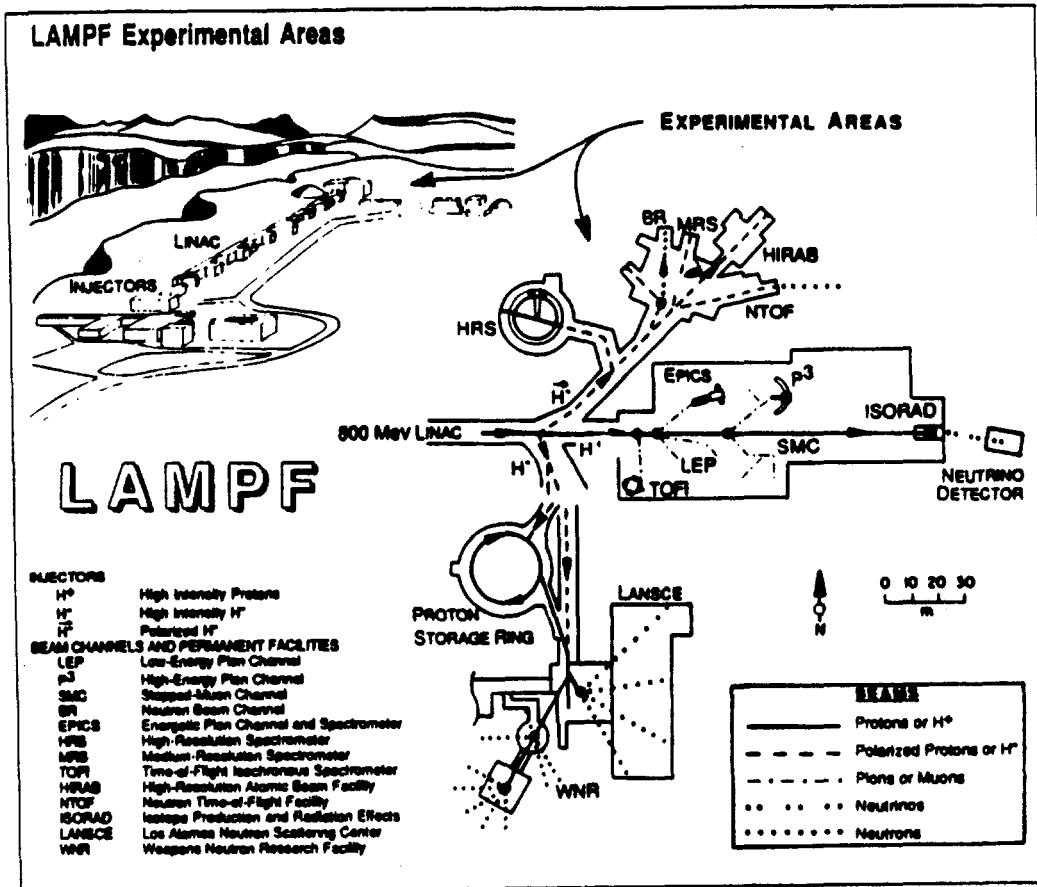 LAMPF Experimental Areas
EXPERIMENTAL AREAS
LINAC
INJECTORS
BR
MRS
HIRAB
NTOF
HRS
H⁻
EPICS
P³
ISORAD
800 MeV LINAC
H⁻
H⁺
LEP
SMC
TOFI
NEUTRINO
DETECTOR
LAMPF
PROTON
STORAGE RING
LANSCE
WNR
N
0 10 20 30
m
INJECTORS
H⁺ High Intensity Protons
H⁻ High Intensity H⁻
H⁻ Polarized H⁻
BEAM CHANNELS AND PERMANENT FACILITIES
LEP Low-Energy Pion Channel
P³ High-Energy Pion Channel
SMC Stopped-Muon Channel
BR Neutron Beam Channel
EPICS Energetic Pion Channel and Spectrometer
HRS High-Resolution Spectrometer
MRS Medium-Resolution Spectrometer
TOFI Time-of-Flight Isochronous Spectrometer
HIRAB High-Resolution Atomic Beam Facility
NTOF Neutron Time-of-Flight Facility
ISORAD Isotope Production and Radiation Effects
LANSCE Los Alamos Neutron Scattering Center
WNR Weapons Neutron Research Facility
BEAMS
Protons or H⁺
Polarized Protons or H⁻
Pions or Muons
Neutrinos
Neutrons